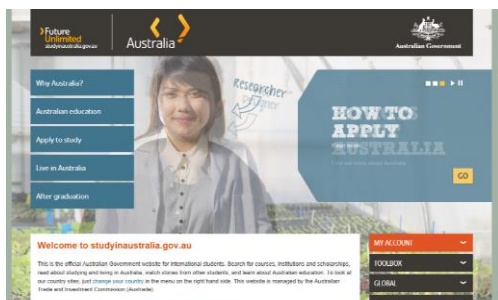 Future
Unlimited
studyinaustralia.gov.au
Australia
Australian Government
Why Australia?
Australian education
Apply to study
Live in Australia
After graduation
Researcher
Designer
HOW TO
APPLY
AUSTRALIA
GO
Welcome to studyinaustralia.gov.au
This is the official Australian Government website for international students. Search for courses, institutions and scholarships,
read about studying and living in Australia, watch stories from other students, and learn about Australian education. To look at
our country sites, just change your country in the menu on the right hand side. This website is managed by the Australian
Trade and Investment Commission (Austrade).
MY ACCOUNT
TOOLBOX
GLOBAL